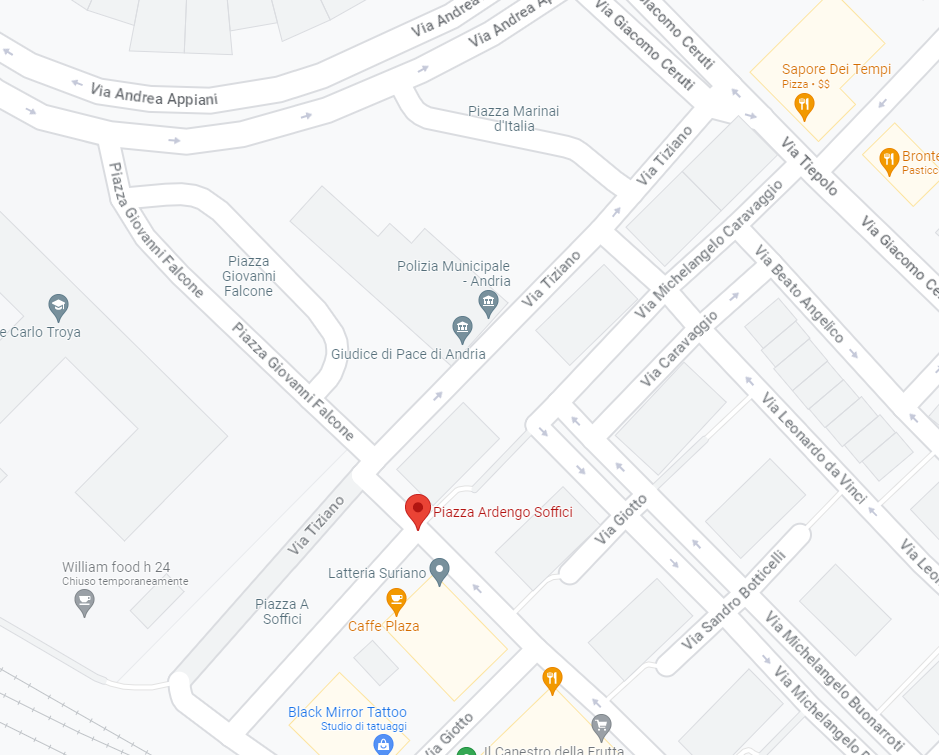 Via Giacomo Ceruti
Giacomo Ceruti
Via Andrea
Via Andrea Ap
Via Andrea Appiani
Sapore Dei Tempi
Pizza • $$
Piazza Marinai
d'Italia
Via Tiziano
Via Tiepolo
Bronte
Pasticc
Piazza Giovanni Falcone
Via Michelangelo Caravaggio
Via Giacomo Ce
Piazza
Giovanni
Falcone
Polizia Municipale
- Andria
Via Tiziano
Via Beato Angelico
e Carlo Troya
Piazza Giovanni Falcone
Giudice di Pace di Andria
Via Caravaggio
Via Leonardo da Vinci
Piazza Ardengo Soffici
Via Tiziano
Via Giotto
Via Leon
William food h 24
Chiuso temporaneamente
Latteria Suriano
Piazza A
Soffici
Caffe Plaza
Via Sandro Botticelli
Via Michelangelo Buonarroti
Via Michelangelo B
Black Mirror Tattoo
Studio di tatuaggi
Via Giotto
Il Canestro della Frutta